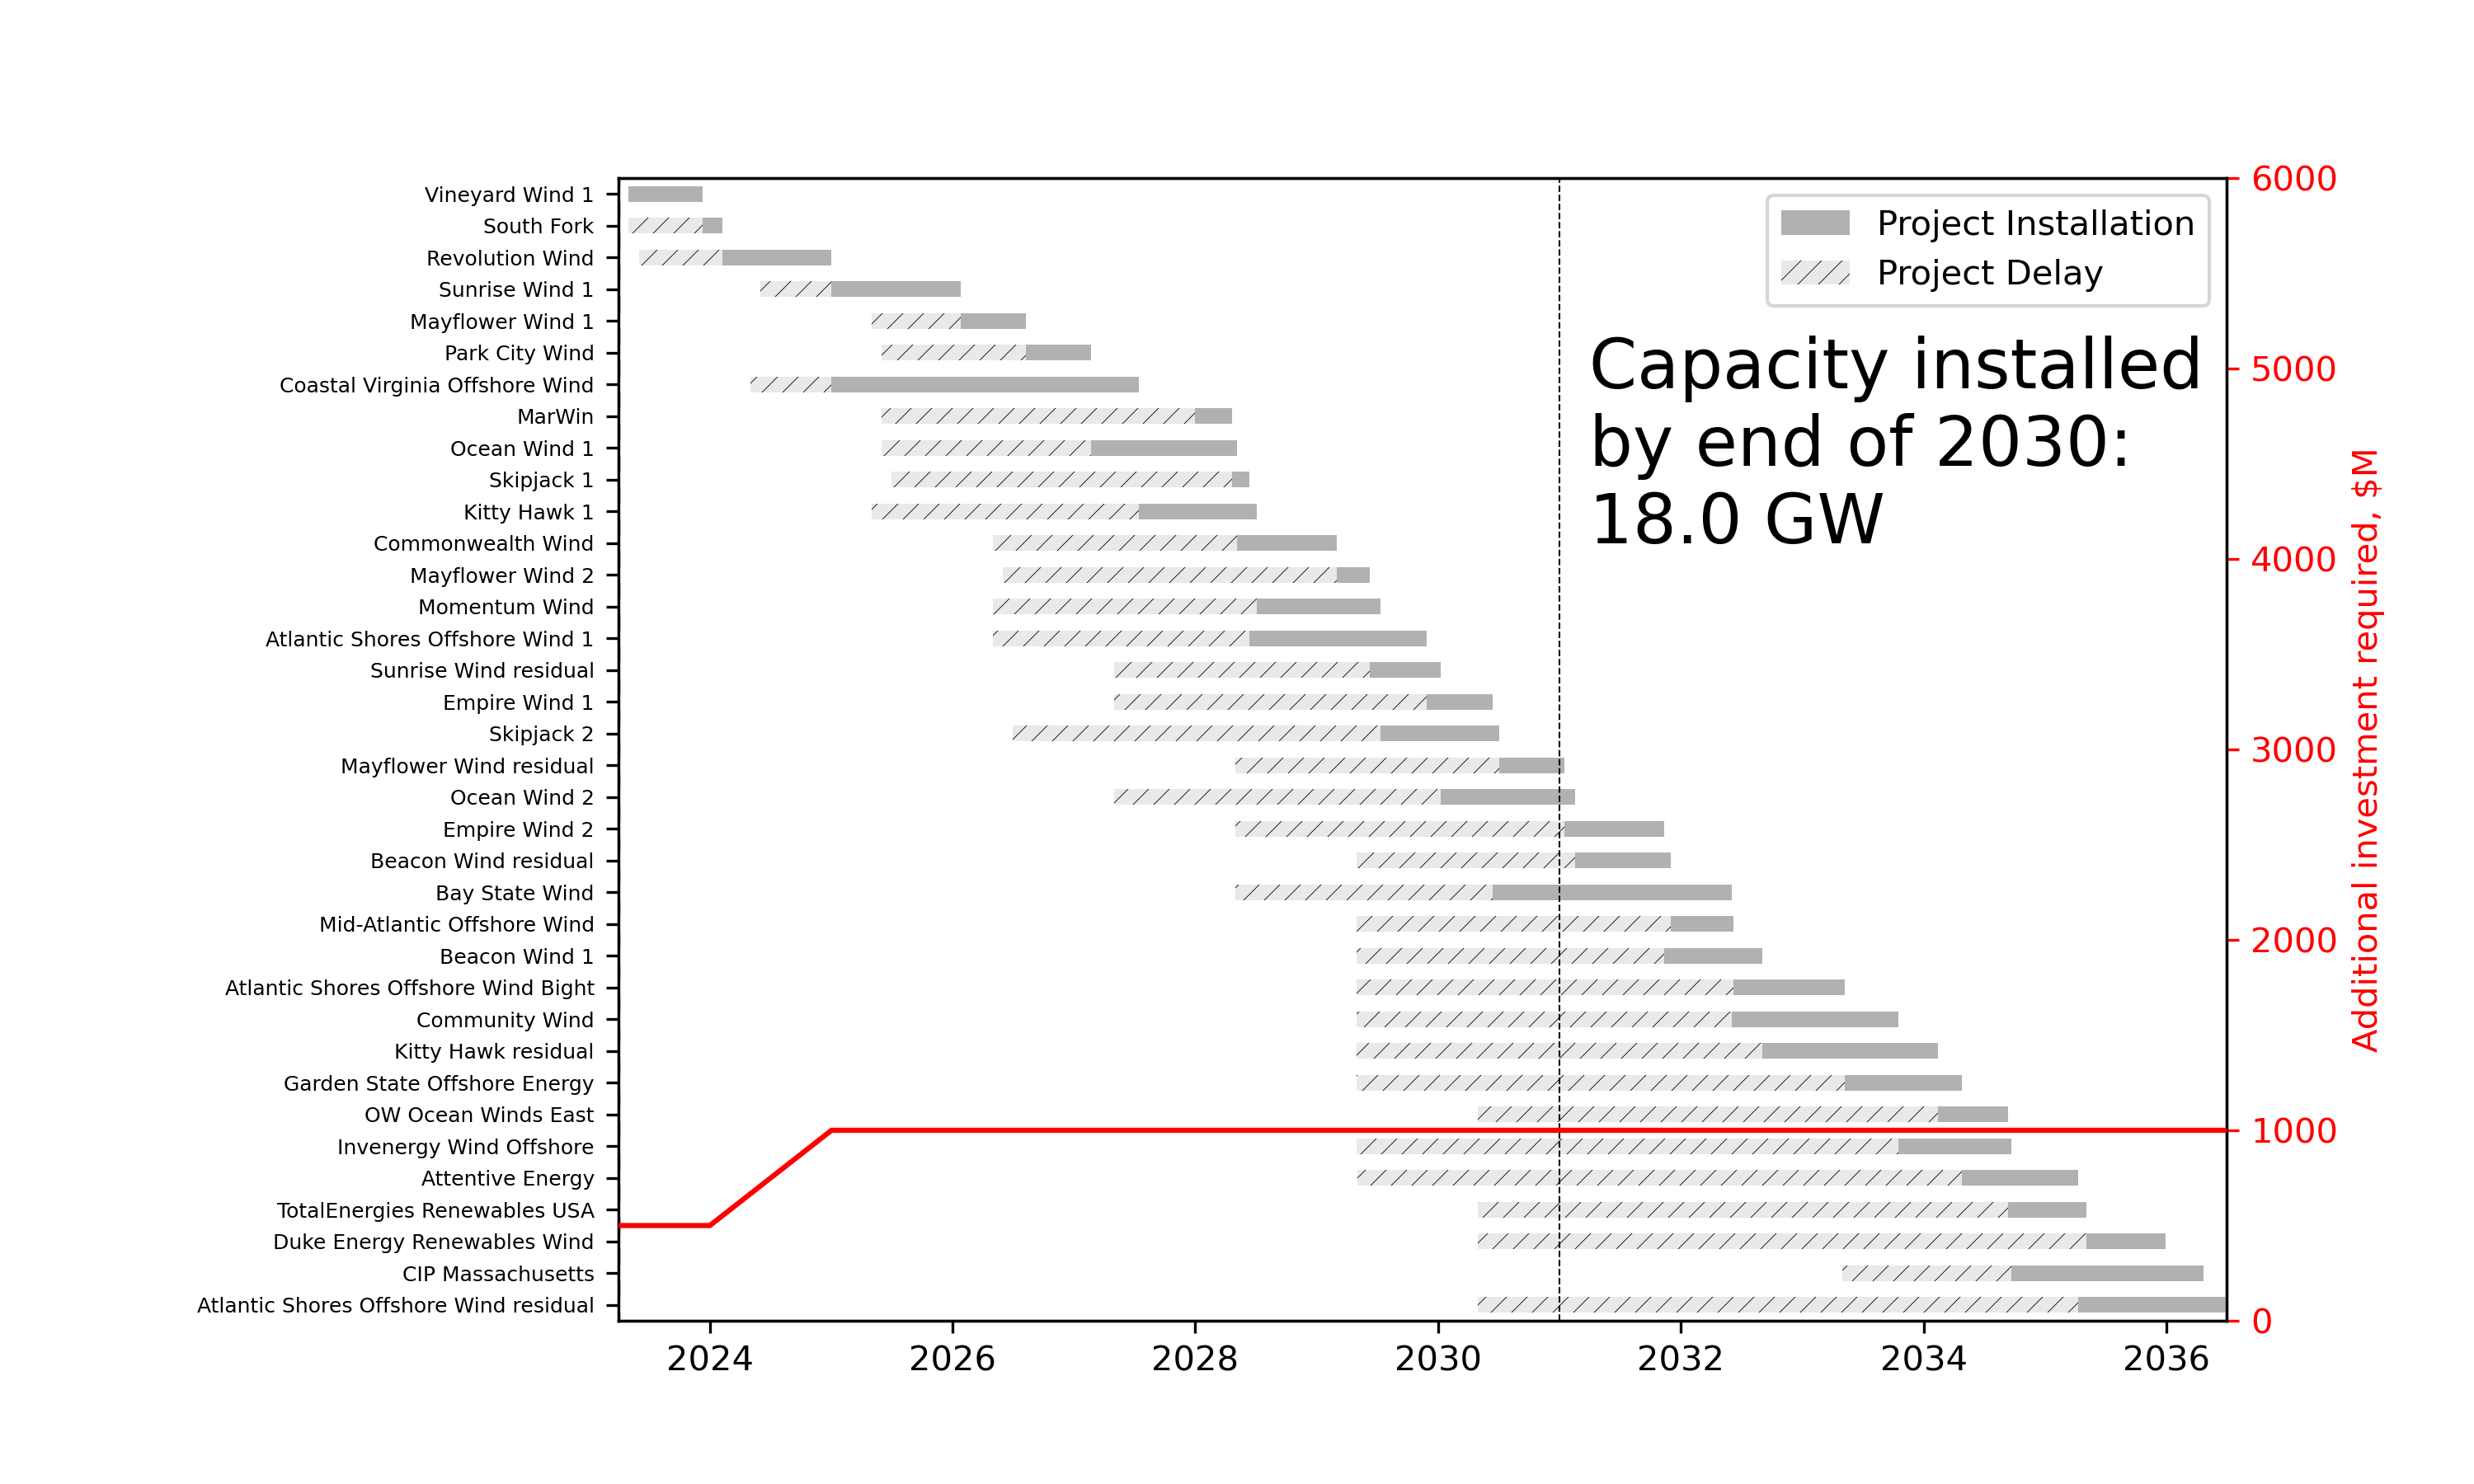 Vineyard Wind 1
South Fork
Revolution Wind
Sunrise Wind 1
Mayflower Wind 1
Park City Wind
Coastal Virginia Offshore Wind
MarWin
Ocean Wind 1
Skipjack 1
Kitty Hawk 1
Commonwealth Wind
Mayflower Wind 2
Momentum Wind
Atlantic Shores Offshore Wind 1
Sunrise Wind residual
Empire Wind 1
Skipjack 2
Mayflower Wind residual
Ocean Wind 2
Empire Wind 2
Beacon Wind residual
Bay State Wind
Mid-Atlantic Offshore Wind
Beacon Wind 1
Atlantic Shores Offshore Wind Bight
Community Wind
Kitty Hawk residual
Garden State Offshore Energy
OW Ocean Winds East
Invenergy Wind Offshore
Attentive Energy
TotalEnergies Renewables USA
Duke Energy Renewables Wind
CIP Massachusetts
Atlantic Shores Offshore Wind residual
Project Installation
Project Delay
Capacity installed
by end of 2030:
18.0 GW
6000
5000
4000
3000
2000
1000
0
Additional investment required, $M
2024
2026
2028
2030
2032
2034
2036